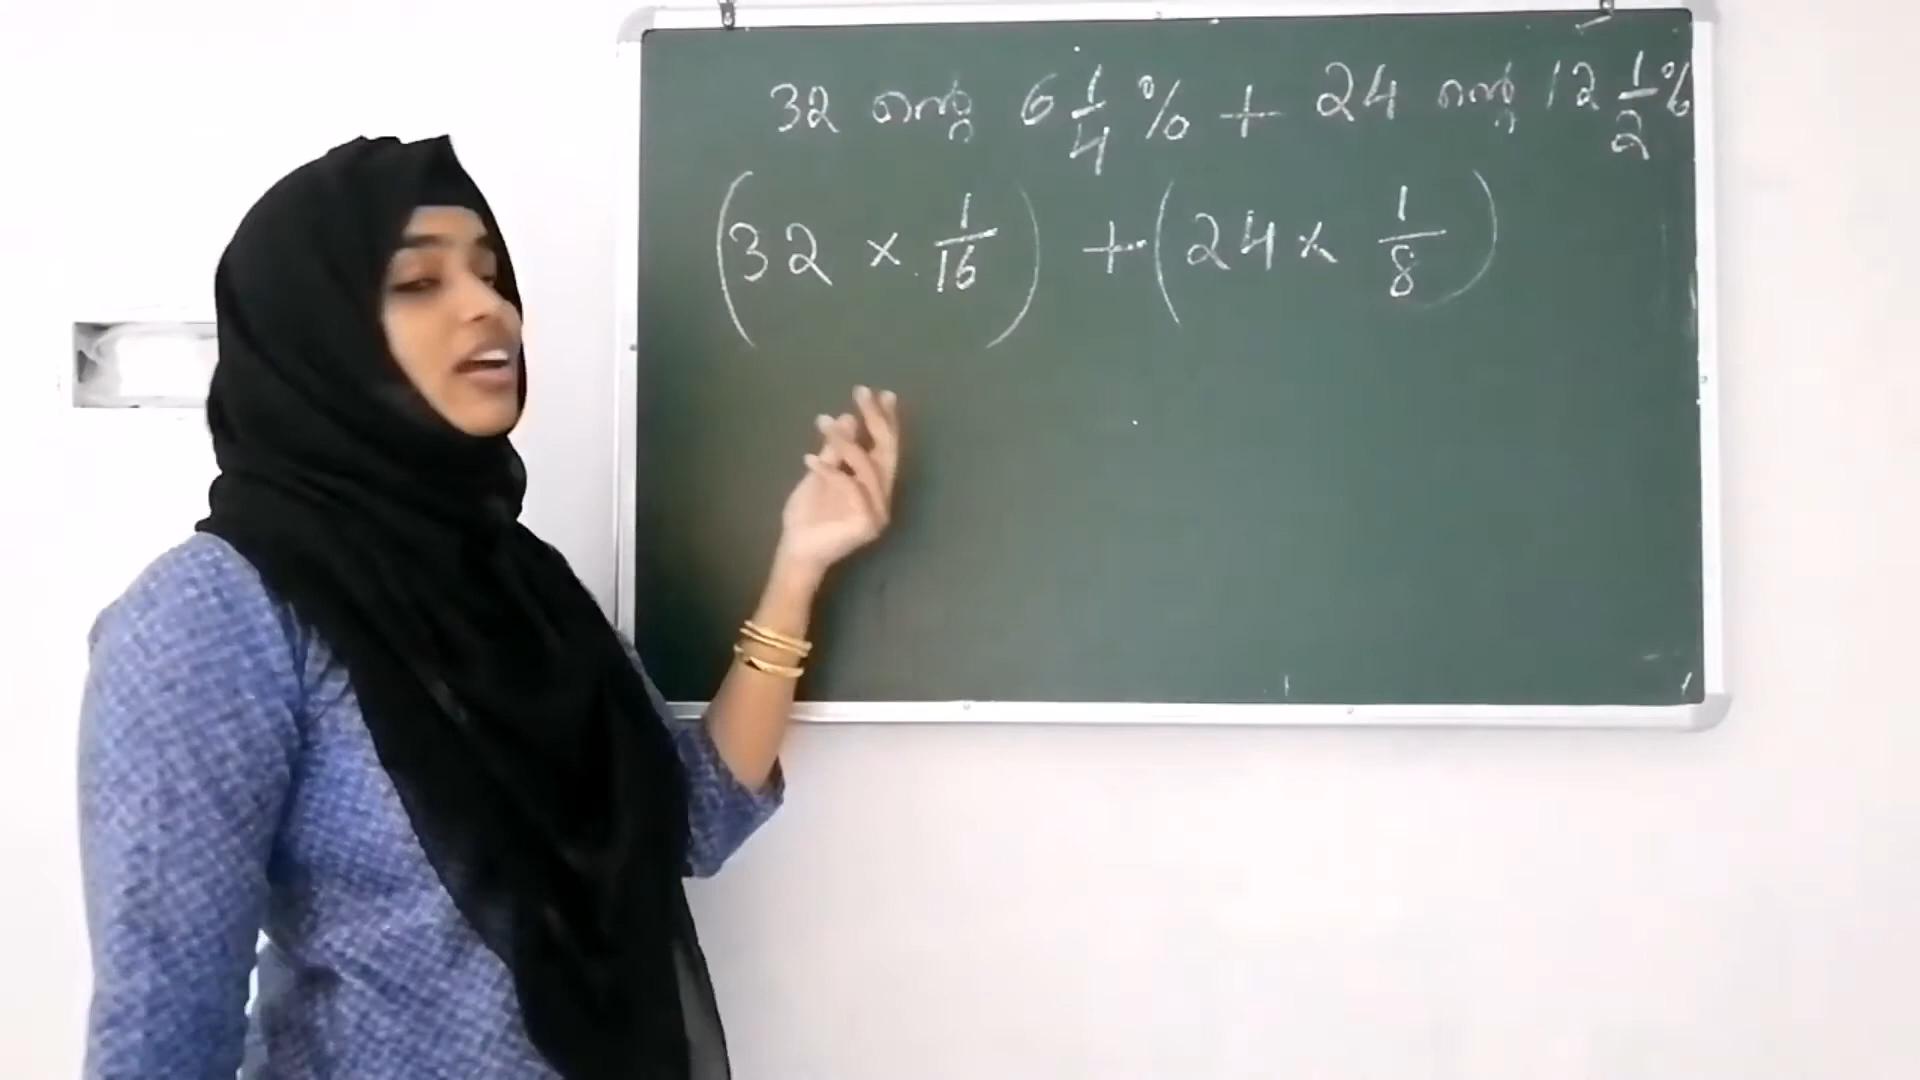 32 ന്റെ 6 1/4 % + 24 ന്റെ 12 1/2 %
(32 × 1/16) + (24 × 1/8)